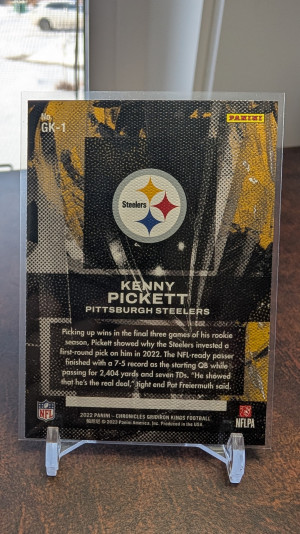 No.
GK-1
PANINI
Steelers
KENNY
PICKETT
PITTSBURGH STEELERS
Picking up wins in the final three games of his rookie
season, Pickett showed why the Steelers invested a
first-round pick on him in 2022. The NFL-ready passer
finished with a 7-5 record as the starting QB while
passing for 2,404 yards and seven TDs. "He showed
that he's the real deal," tight end Pat Freiermuth said.
NFL
2022 PANINI - CHRONICLES GRIDIRON KINGS FOOTBALL
© 2023 Panini America, Inc. Produced in the USA.
NFLPA